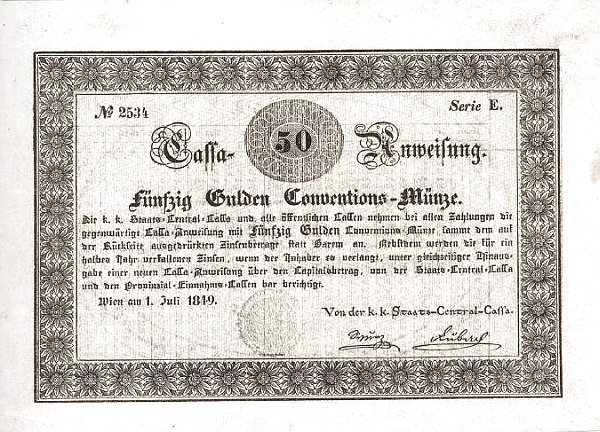 № 2534
Serie E.
Cassa- 50 Anweisung.
Fünfzig Gulden Conventions-Münze.
Die k. k. Staats-Central-Cassa und alle öffentlichen Cassen nehmen bei allen Zahlungen die
gegenwärtige Cassa-Anweisung mit Fünfzig Gulden Conventions-Münze, sammt dem auf
der Rückseite ausgedrückten Zinsenbetrage statt Barem an. Nebstdem werden die für ein
halbes Jahr verfallenen Zinsen, wenn der Inhaber es verlangt, unter gleichzeitiger Hinaus-
gabe einer neuen Cassa-Anweisung über den Capitalsbetrag, von der Staats-Central-Cassa
und den Provinzial-Einnahms-Cassen bar berichtigt.
Wien am 1. Juli 1849.
Von der k. k. Staats-Central-Cassa.